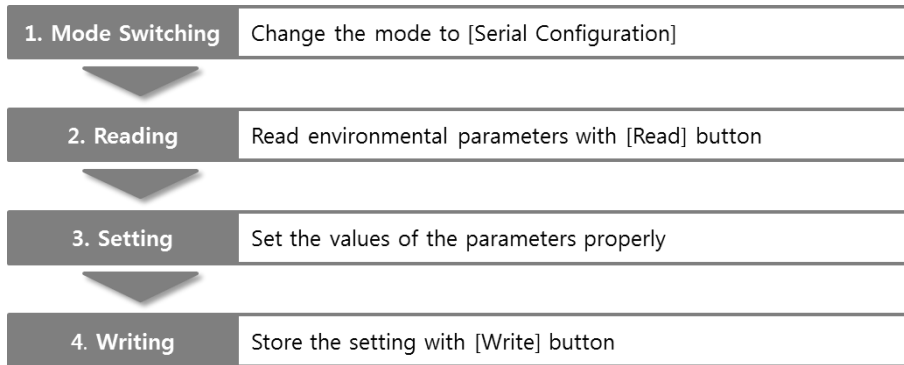 1. Mode Switching Change the mode to [Serial Configuration]
2. Reading Read environmental parameters with [Read] button
3. Setting Set the values of the parameters properly
4. Writing Store the setting with [Write] button